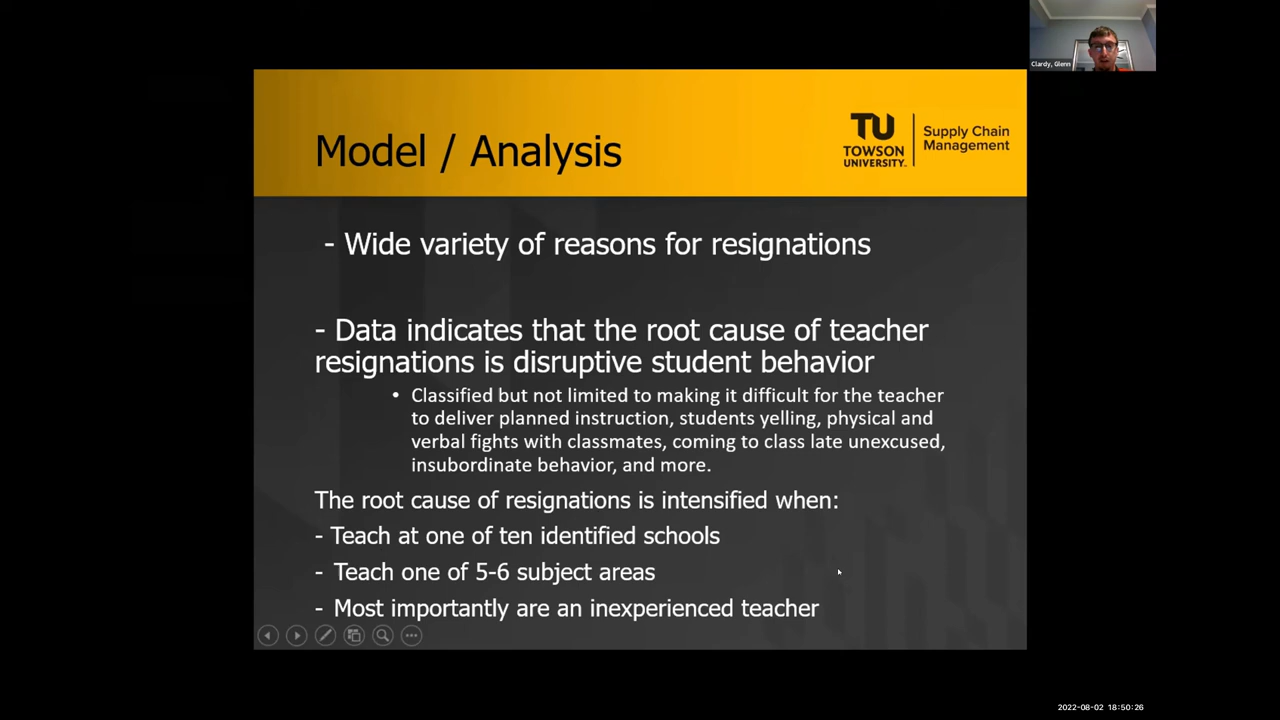 Clardy, Glenn
Model / Analysis
TU
TOWSON
UNIVERSITY.
Supply Chain
Management
- Wide variety of reasons for resignations
- Data indicates that the root cause of teacher
resignations is disruptive student behavior
• Classified but not limited to making it difficult for the teacher
to deliver planned instruction, students yelling, physical and
verbal fights with classmates, coming to class late unexcused,
insubordinate behavior, and more.
The root cause of resignations is intensified when:
- Teach at one of ten identified schools
- Teach one of 5-6 subject areas
- Most importantly are an inexperienced teacher
2022-08-02 18:50:26